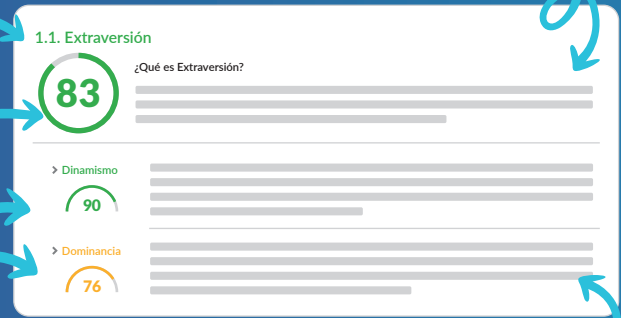 1.1. Extraversión
83
¿Qué es Extraversión?
Dinamismo
90
Dominancia
76